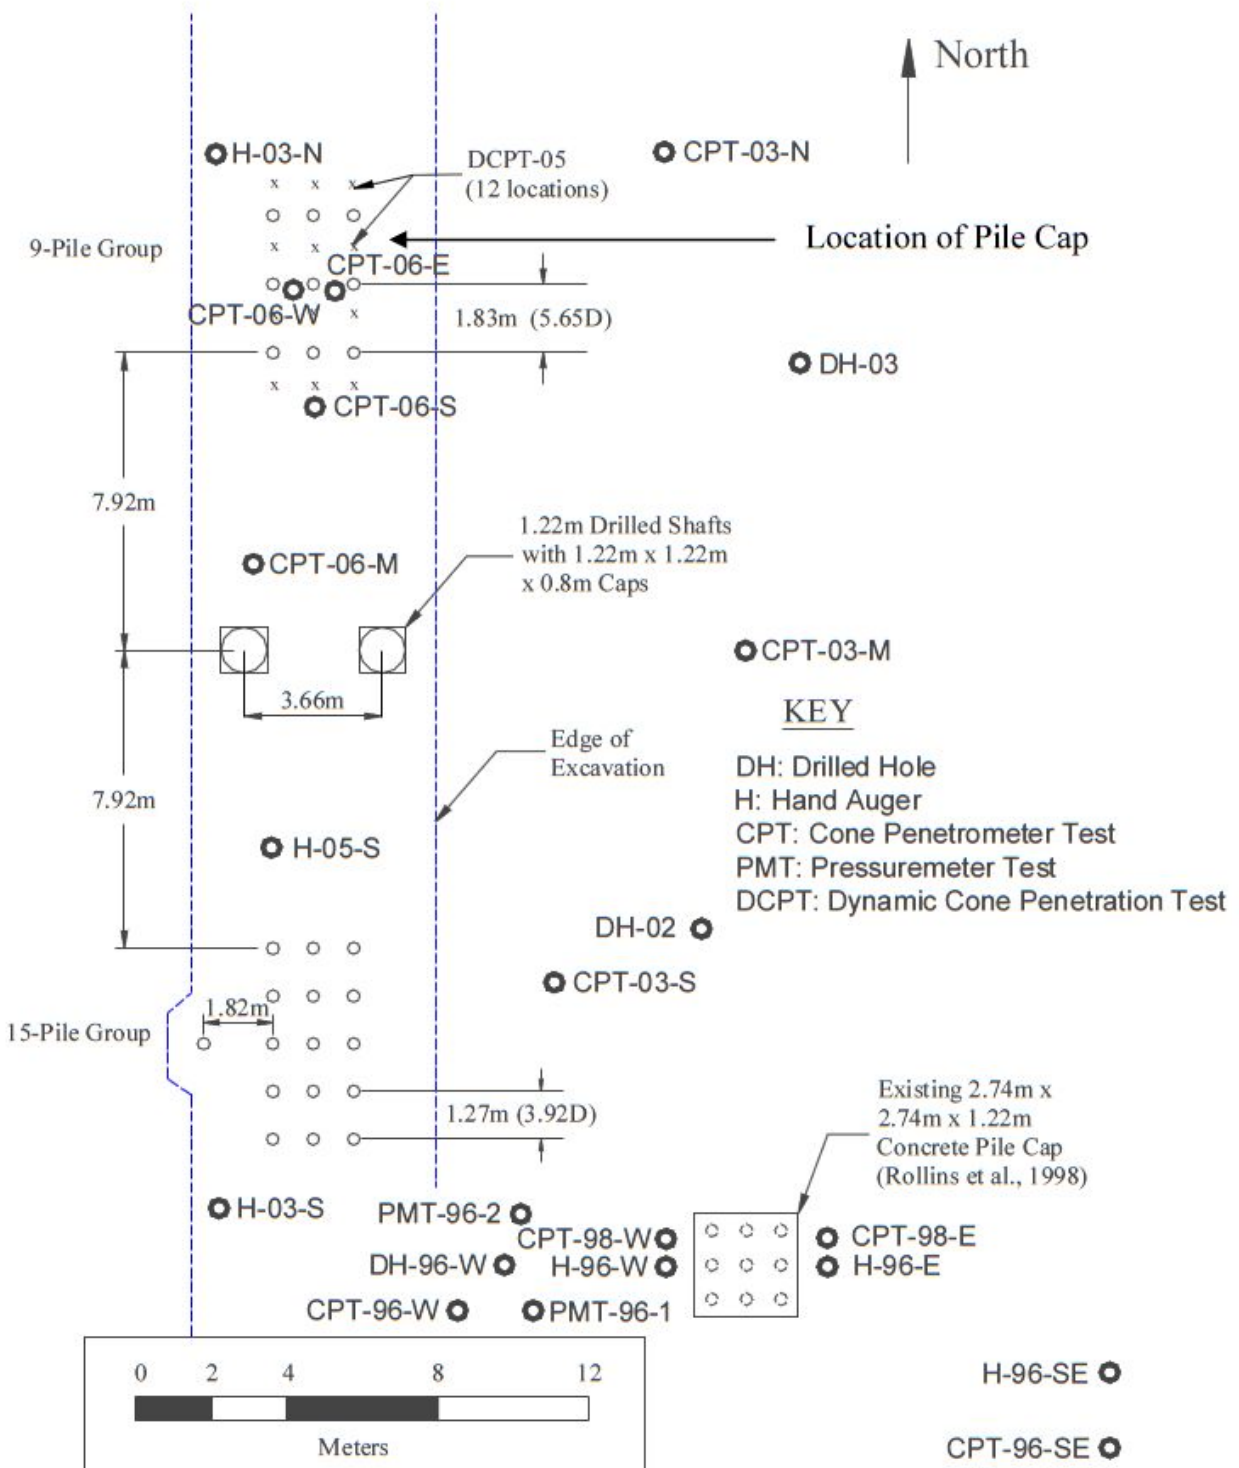 North
H-03-N
CPT-03-N
DCPT-05
(12 locations)
x x x
9-Pile Group
x x x
Location of Pile Cap
CPT-06-E
CPT-06-W
x x x
1.83m (5.65D)
DH-03
x x x
CPT-06-S
7.92m
1.22m Drilled Shafts
with 1.22m x 1.22m
x 0.8m Caps
CPT-06-M
CPT-03-M
3.66m
KEY
Edge of
Excavation
DH: Drilled Hole
H: Hand Auger
CPT: Cone Penetrometer Test
PMT: Pressuremeter Test
DCPT: Dynamic Cone Penetration Test
7.92m
H-05-S
DH-02
CPT-03-S
1.82m
15-Pile Group
1.27m (3.92D)
Existing 2.74m x
2.74m x 1.22m
Concrete Pile Cap
(Rollins et al., 1998)
H-03-S
PMT-96-2
CPT-98-W
CPT-98-E
DH-96-W
H-96-W
H-96-E
CPT-96-W
PMT-96-1
0 2 4 8 12
Meters
H-96-SE
CPT-96-SE